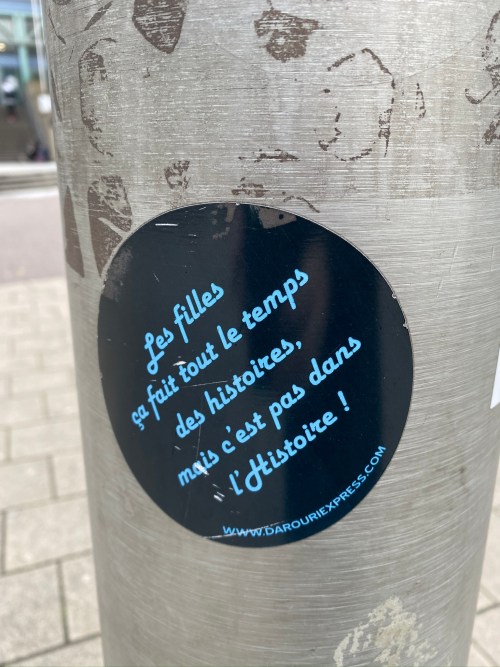 Les filles
ça fait tout le temps
des histoires,
mais c'est pas dans
l'Histoire !
WWW.DAROURIEXPRESS.COM